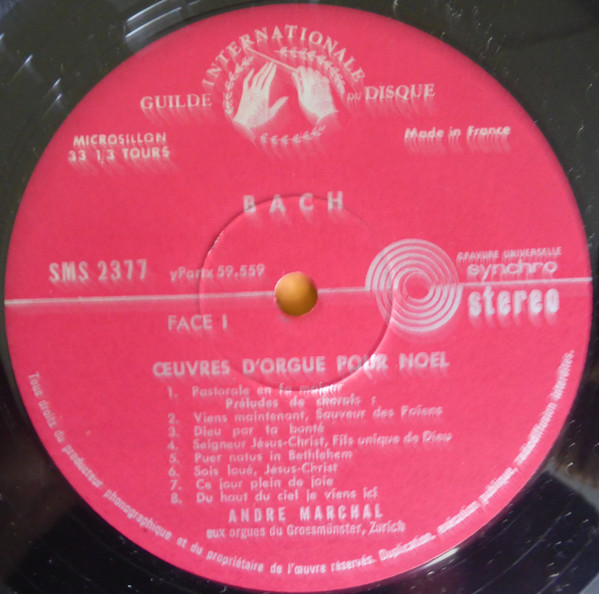 GUILDE INTERNATIONALE DU DISQUE
MICROSILLON
33 1/3 TOURS
Made in France
BACH
SMS 2377
yPartx 59.559
GRAVURE UNIVERSELLE
synchro
stereo
FACE I
ŒUVRES D'ORGUE POUR NOEL
1. Pastorale en fa majeur
Préludes de chorals :
2. Viens maintenant, Sauveur des Païens
3. Dieu par ta bonté
4. Seigneur Jésus-Christ, Fils unique de Dieu
5. Puer natus in Bethlehem
6. Sois loué, Jésus-Christ
7. Ce jour plein de joie
8. Du haut du ciel je viens ici
ANDRE MARCHAL
aux orgues du Grossmünster, Zurich
Tous droits du producteur phonographique et du propriétaire de l'œuvre réservés. Duplication, exécution publique, radiodiffusion interdites.